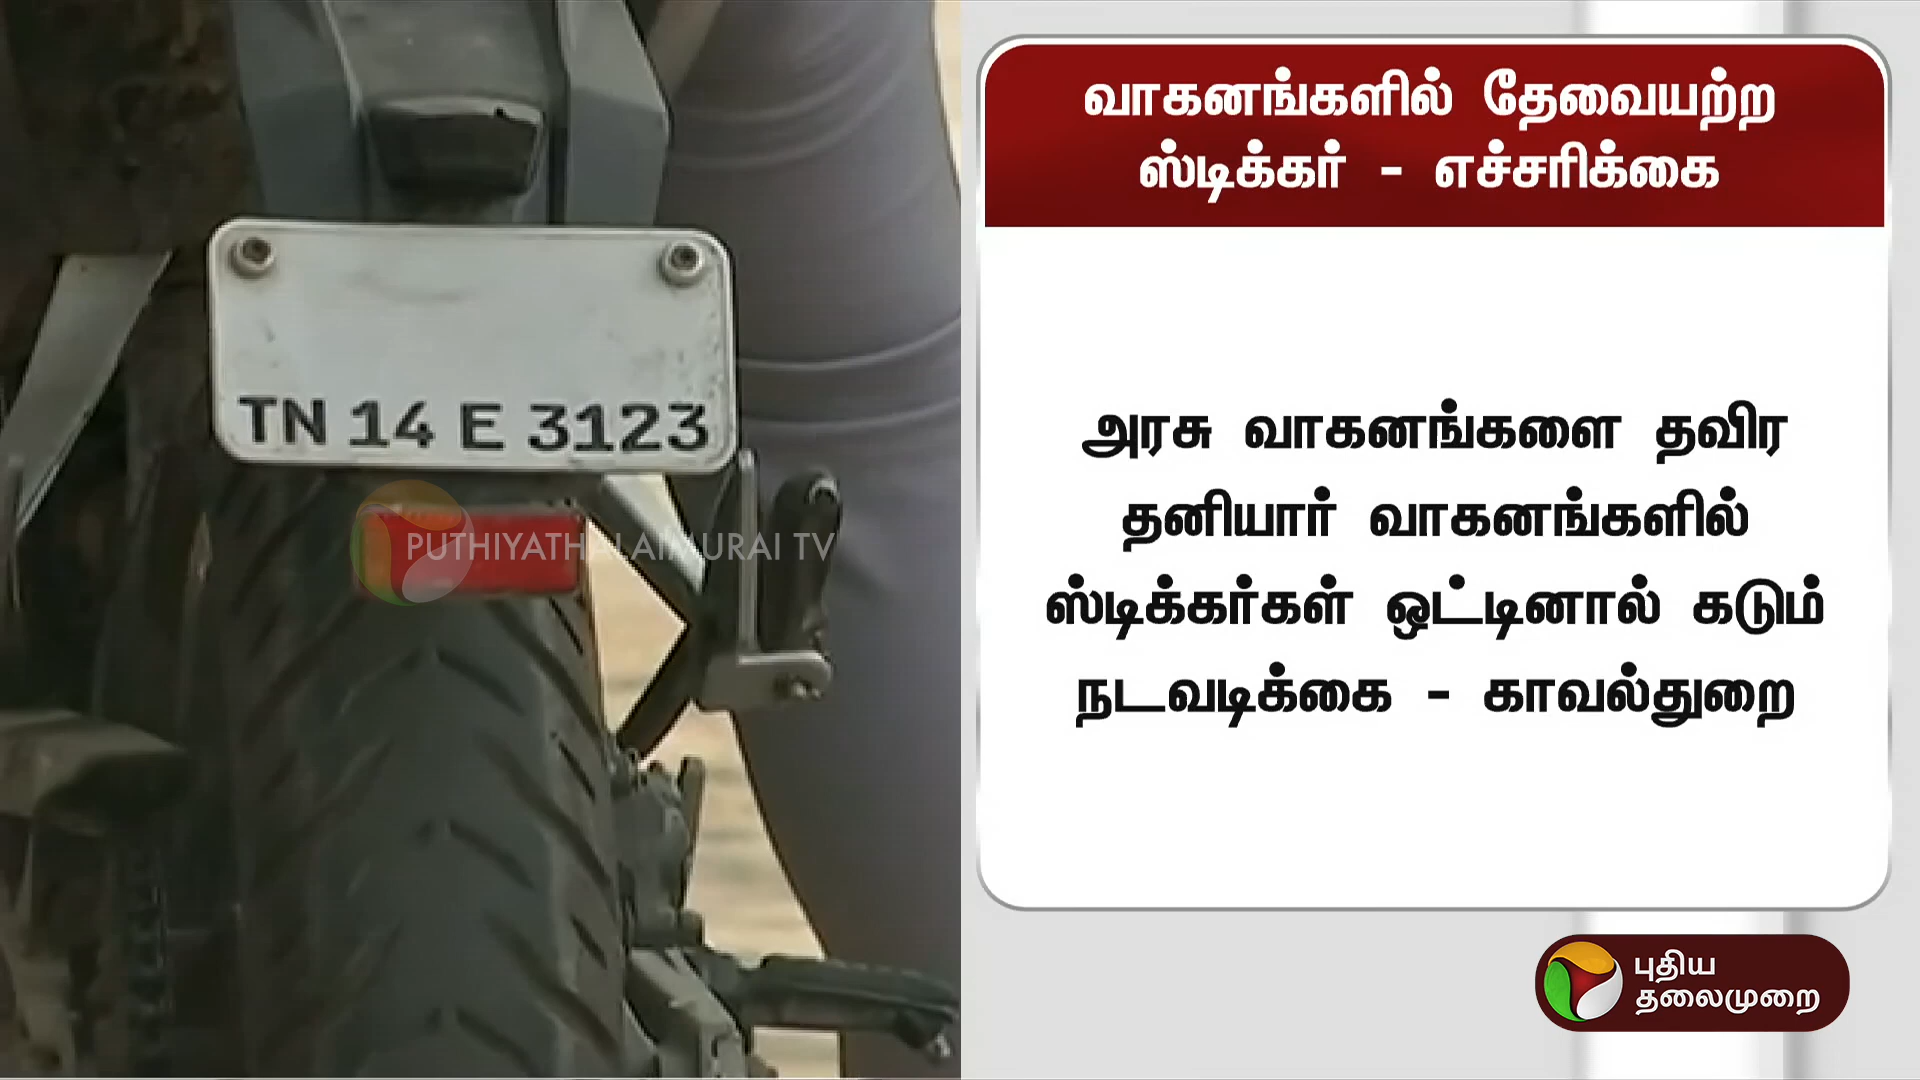 TN 14 E 3123
PUTHIYATHALAIMURAI TV
வாகனங்களில் தேவையற்ற
ஸ்டிக்கர் - எச்சரிக்கை
அரசு வாகனங்களை தவிர
தனியார் வாகனங்களில்
ஸ்டிக்கர்கள் ஒட்டினால் கடும்
நடவடிக்கை - காவல்துறை
புதிய
தலைமுறை